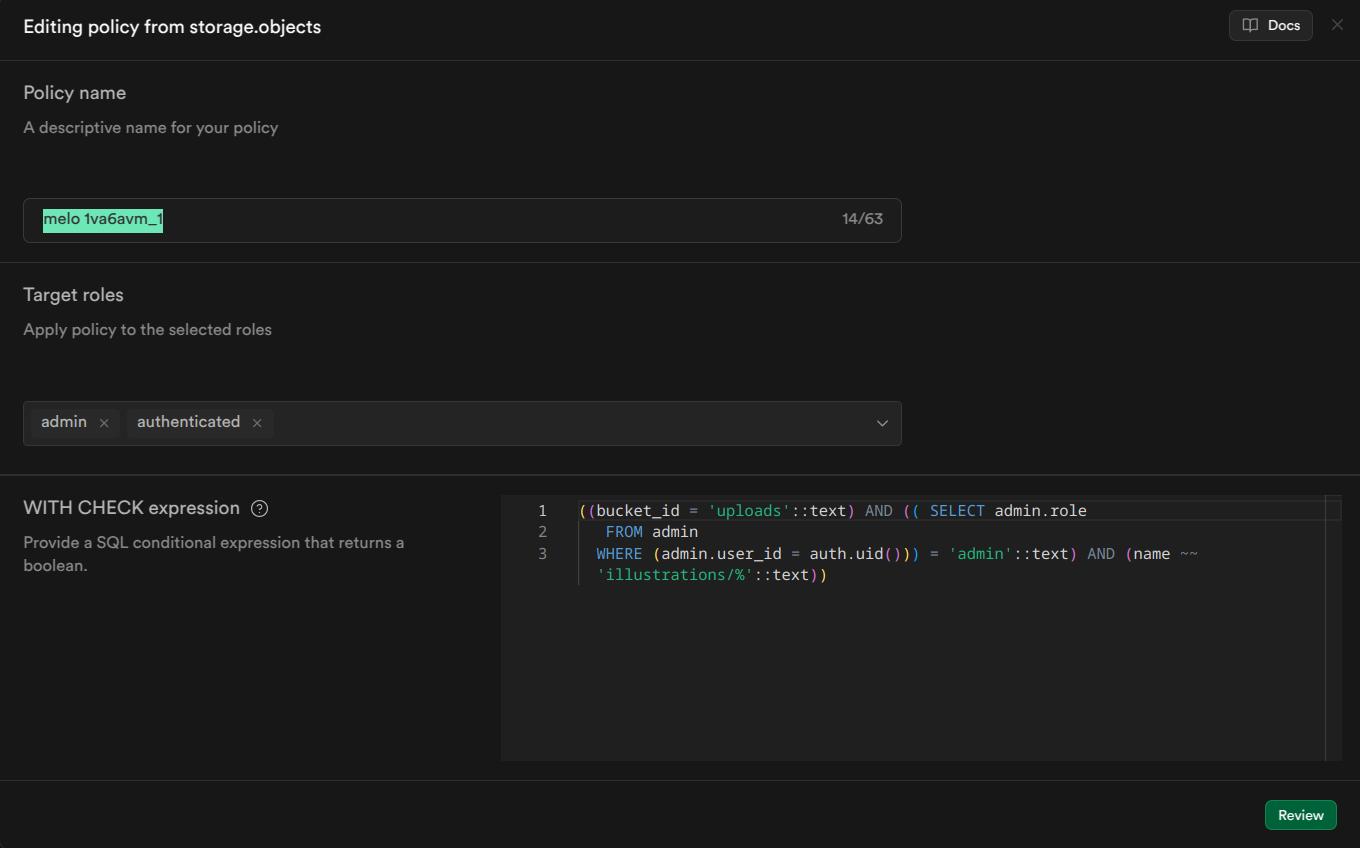 Editing policy from storage.objects
Docs
Policy name
A descriptive name for your policy
melo 1va6avm_1
14/63
Target roles
Apply policy to the selected roles
admin
authenticated
WITH CHECK expression
Provide a SQL conditional expression that returns a
boolean.
1 ((bucket_id = 'uploads'::text) AND (( SELECT admin.role
2 FROM admin
3 WHERE (admin.user_id = auth.uid())) = 'admin'::text) AND (name ~~
'illustrations/%'::text))
Review